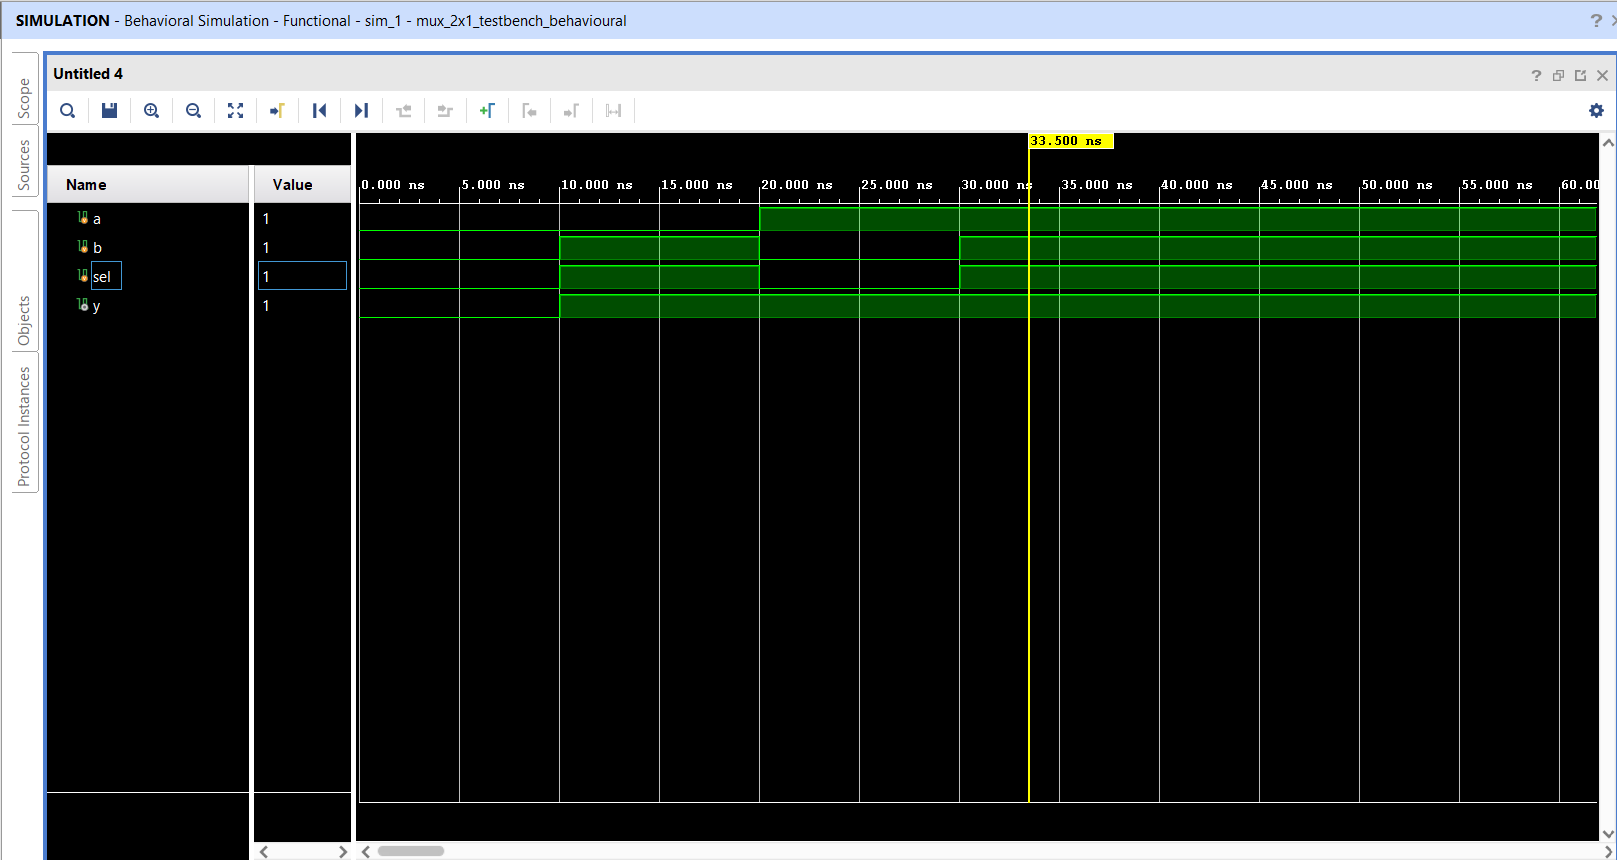 SIMULATION - Behavioral Simulation - Functional - sim_1 - mux_2x1_testbench_behavioural
?
Scope
Sources
Objects
Protocol Instances
Untitled 4
?
33.500 ns
Name Value
0.000 ns 5.000 ns 10.000 ns 15.000 ns 20.000 ns 25.000 ns 30.000 ns 35.000 ns 40.000 ns 45.000 ns 50.000 ns 55.000 ns 60.00
a 1
b 1
sel 1
y 1